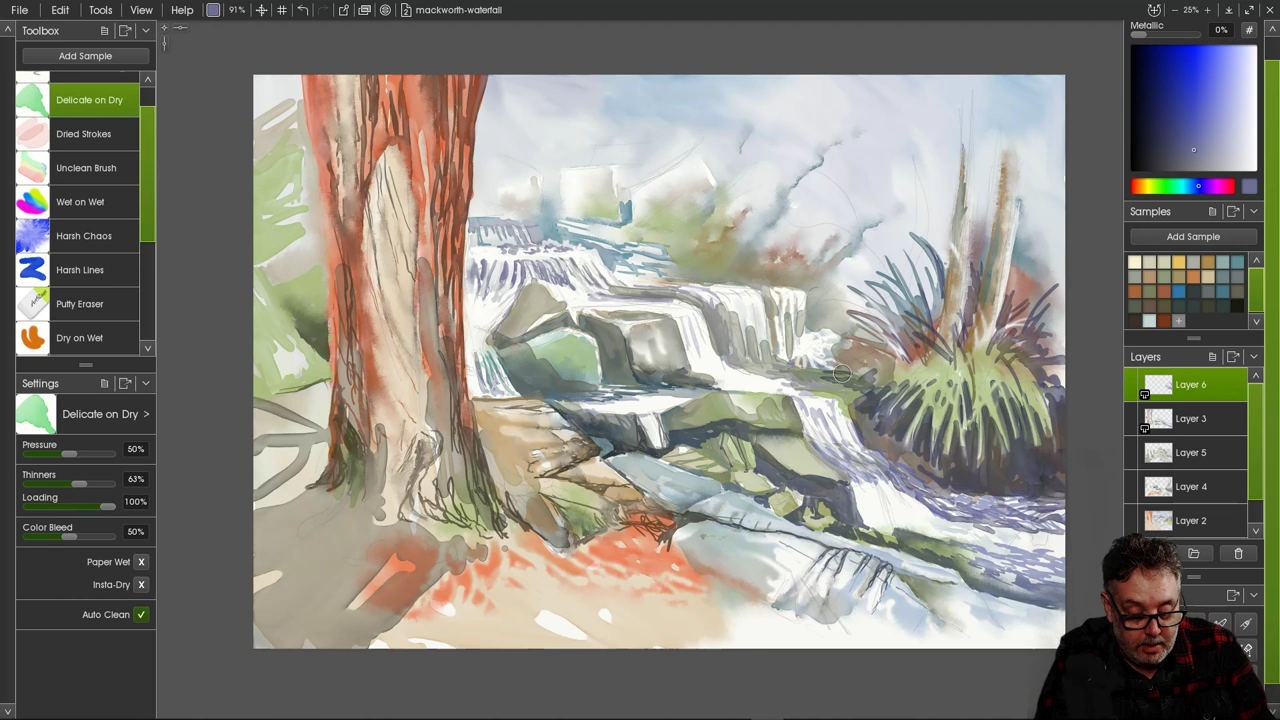 File Edit Tools View Help 91% 2 mackworth-waterfall 25%
Toolbox
Add Sample
Delicate on Dry
Dried Strokes
Unclean Brush
Wet on Wet
Harsh Chaos
Harsh Lines
Putty Eraser
Dry on Wet
Settings
Delicate on Dry >
Pressure 50%
Thinners 63%
Loading 100%
Color Bleed 50%
Paper Wet X
Insta-Dry X
Auto Clean
Metallic 0% #
Samples
Add Sample
Layers
Layer 6
Layer 3
Layer 5
Layer 4
Layer 2